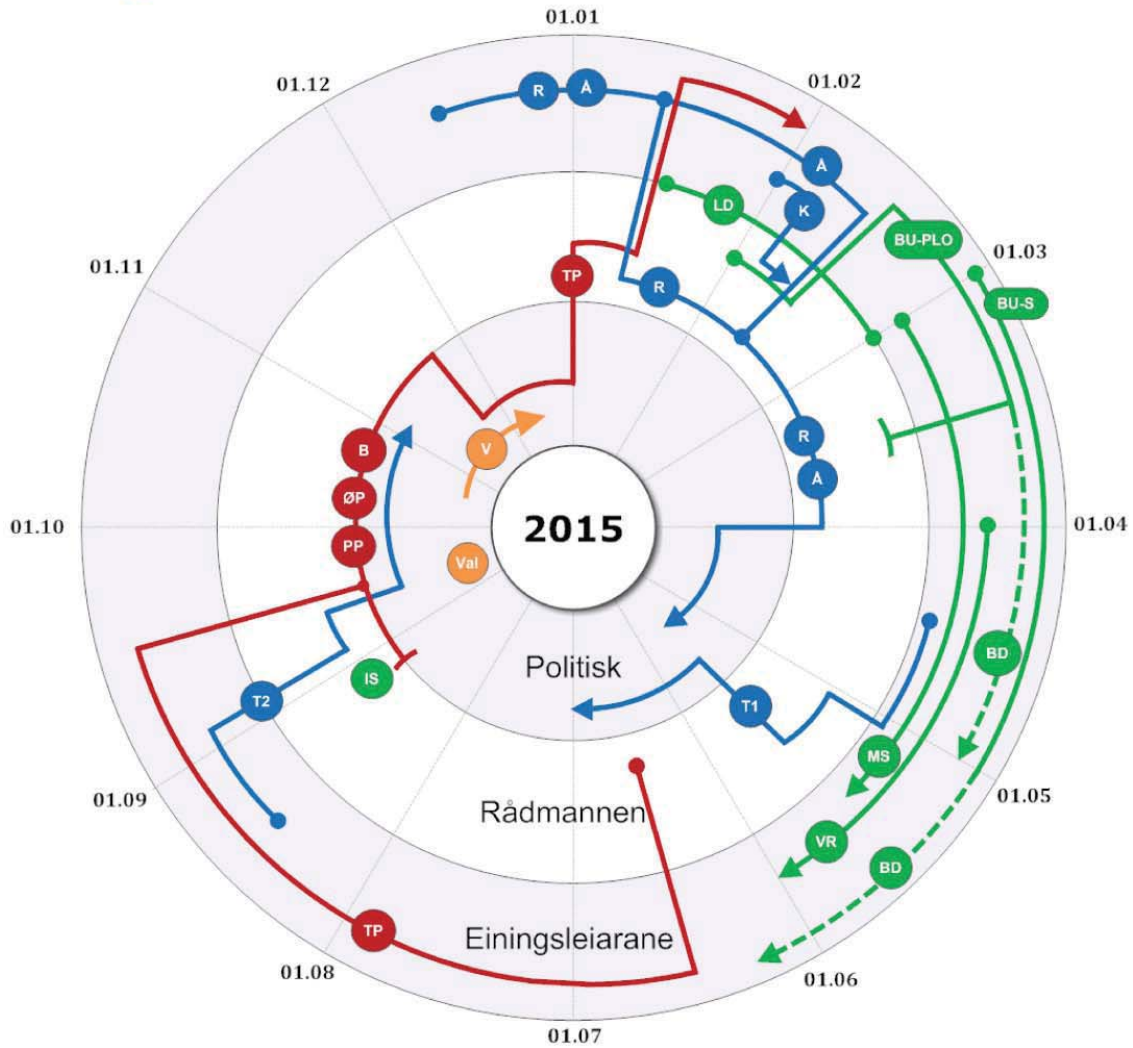 01.01
01.12
01.02
R
Å
Å
LD
K
BU-PLO
01.03
01.11
TP
R
BU-S
B
V
R
ØP
Å
01.10
2015
01.04
PP
Val
BD
Politisk
IS
T2
T1
MS
01.09
01.05
Rådmannen
VR
BD
TP
Einingsleiarane
01.08
01.06
01.07